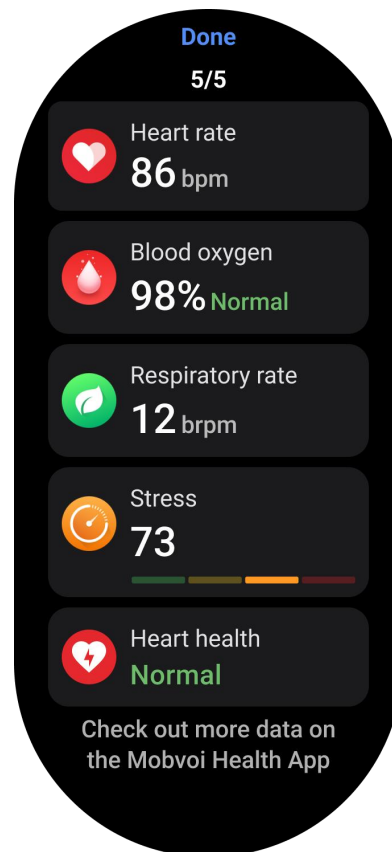 Done
5/5
Heart rate
86 bpm
Blood oxygen
98% Normal
Respiratory rate
12 brpm
Stress
73
Heart health
Normal
Check out more data on
the Mobvoi Health App